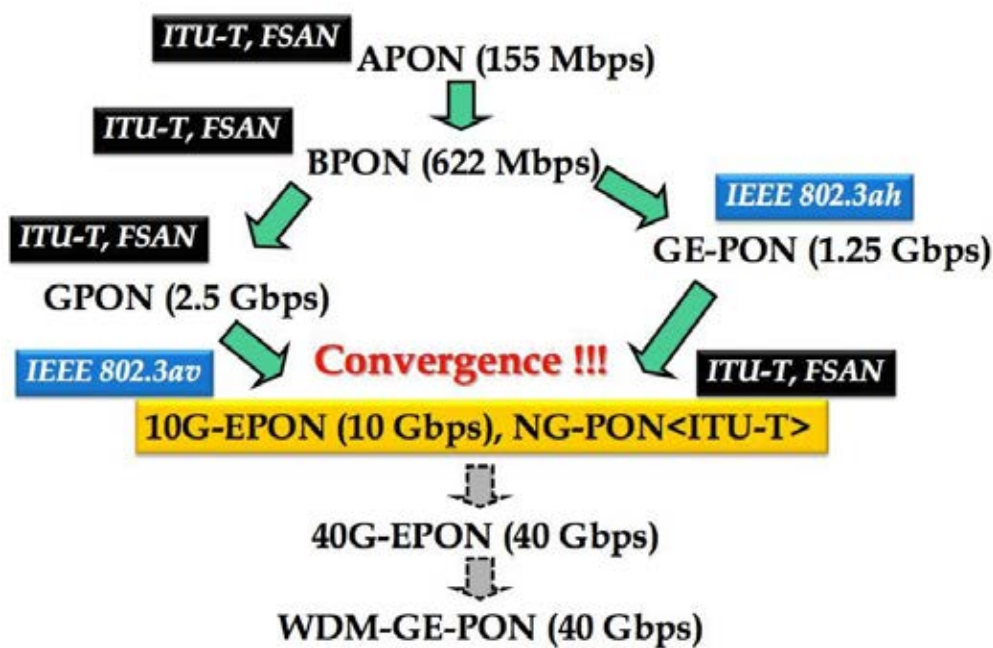 ITU-T, FSAN
APON (155 Mbps)
ITU-T, FSAN
BPON (622 Mbps)
IEEE 802.3ah
GE-PON (1.25 Gbps)
ITU-T, FSAN
GPON (2.5 Gbps)
Convergence !!!
IEEE 802.3av
ITU-T, FSAN
10G-EPON (10 Gbps), NG-PON<ITU-T>
40G-EPON (40 Gbps)
WDM-GE-PON (40 Gbps)